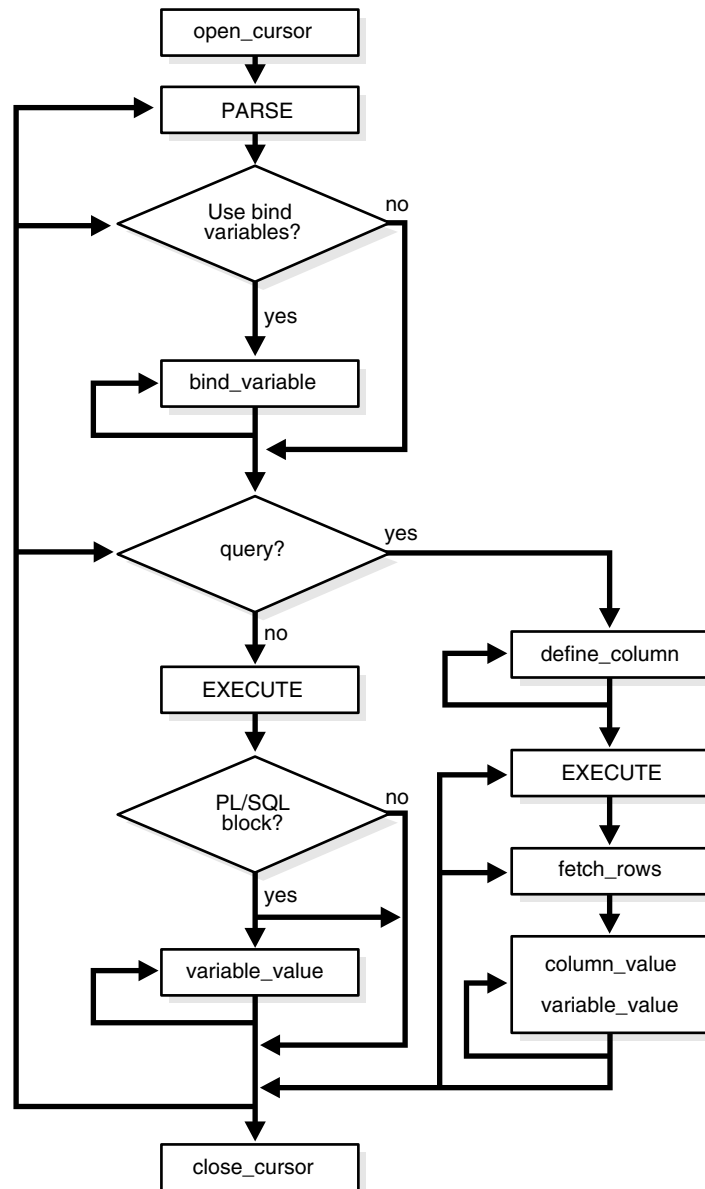 open_cursor
PARSE
Use bind
variables?
no
yes
bind_variable
query?
yes
no
define_column
EXECUTE
EXECUTE
PL/SQL
block?
no
fetch_rows
yes
variable_value
column_value
variable_value
close_cursor